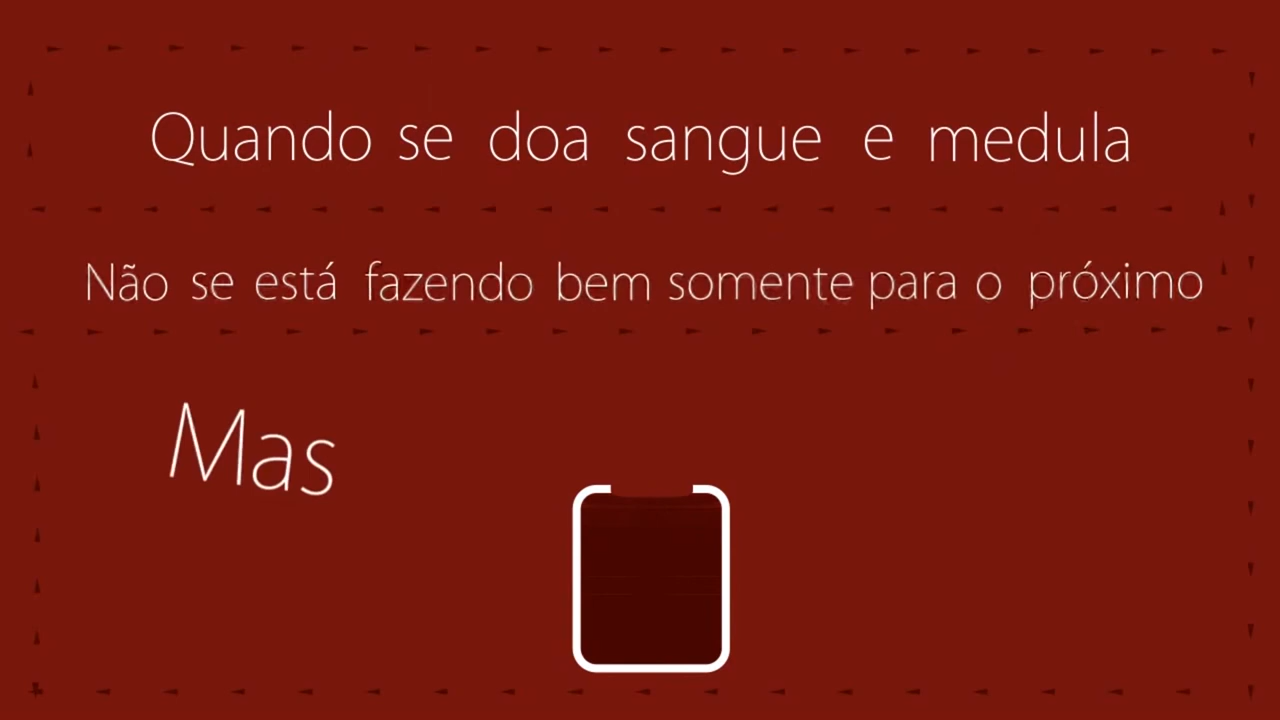 Quando se doa sangue e medula
Não se está fazendo bem somente para o próximo
Mas